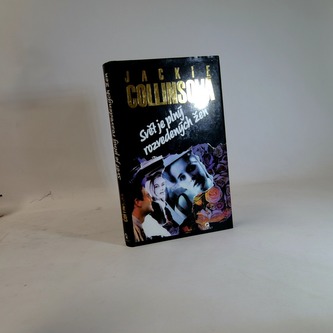 JACKIE
COLLINSOVÁ
Svět je plný
rozvedených žen